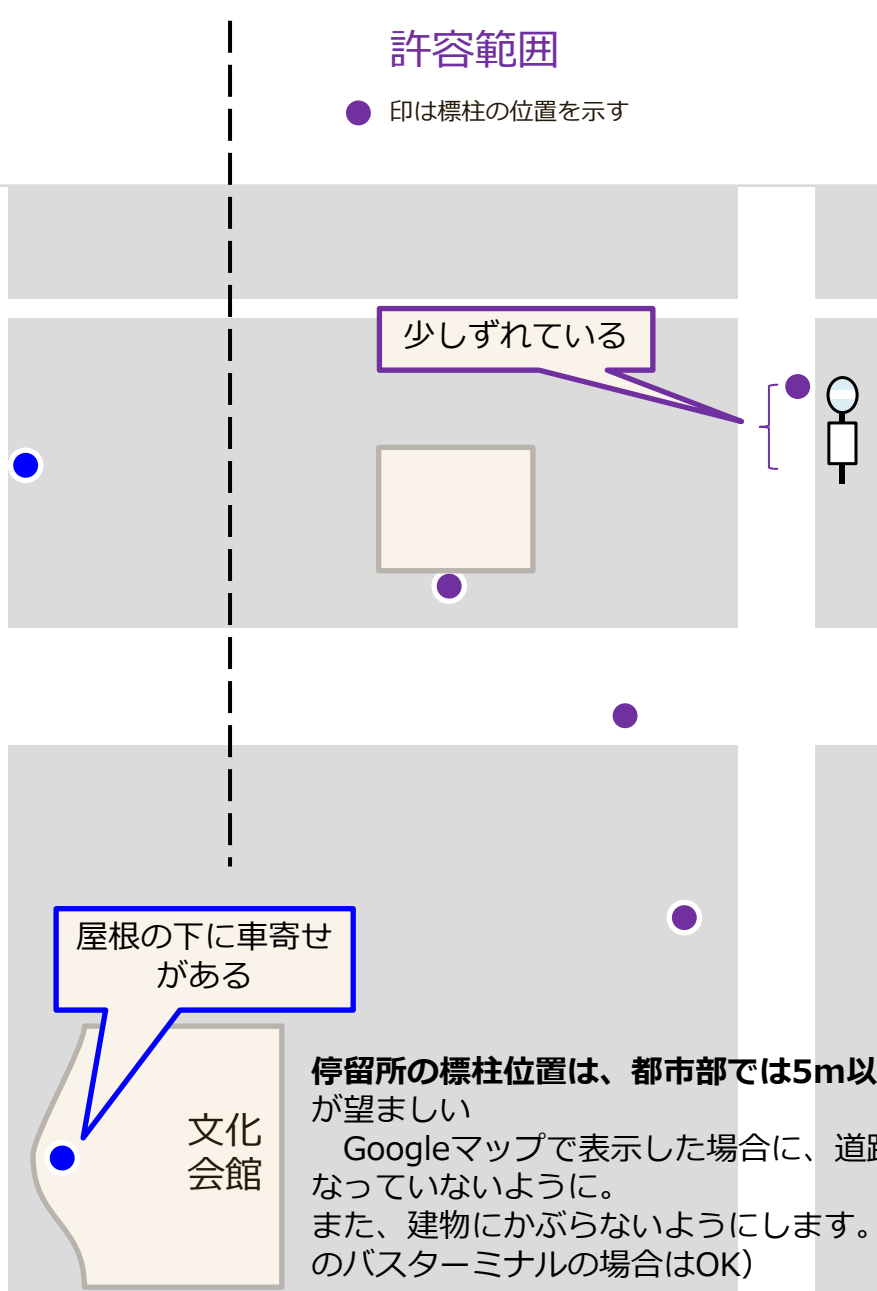 許容範囲
印は標柱の位置を示す
少しずれている
屋根の下に車寄せ
がある
文化
会館
停留所の標柱位置は、都市部では5m以
が望ましい
Googleマップで表示した場合に、道
なっていないように。
また、建物にかぶらないようにします。
のバスターミナルの場合はOK）